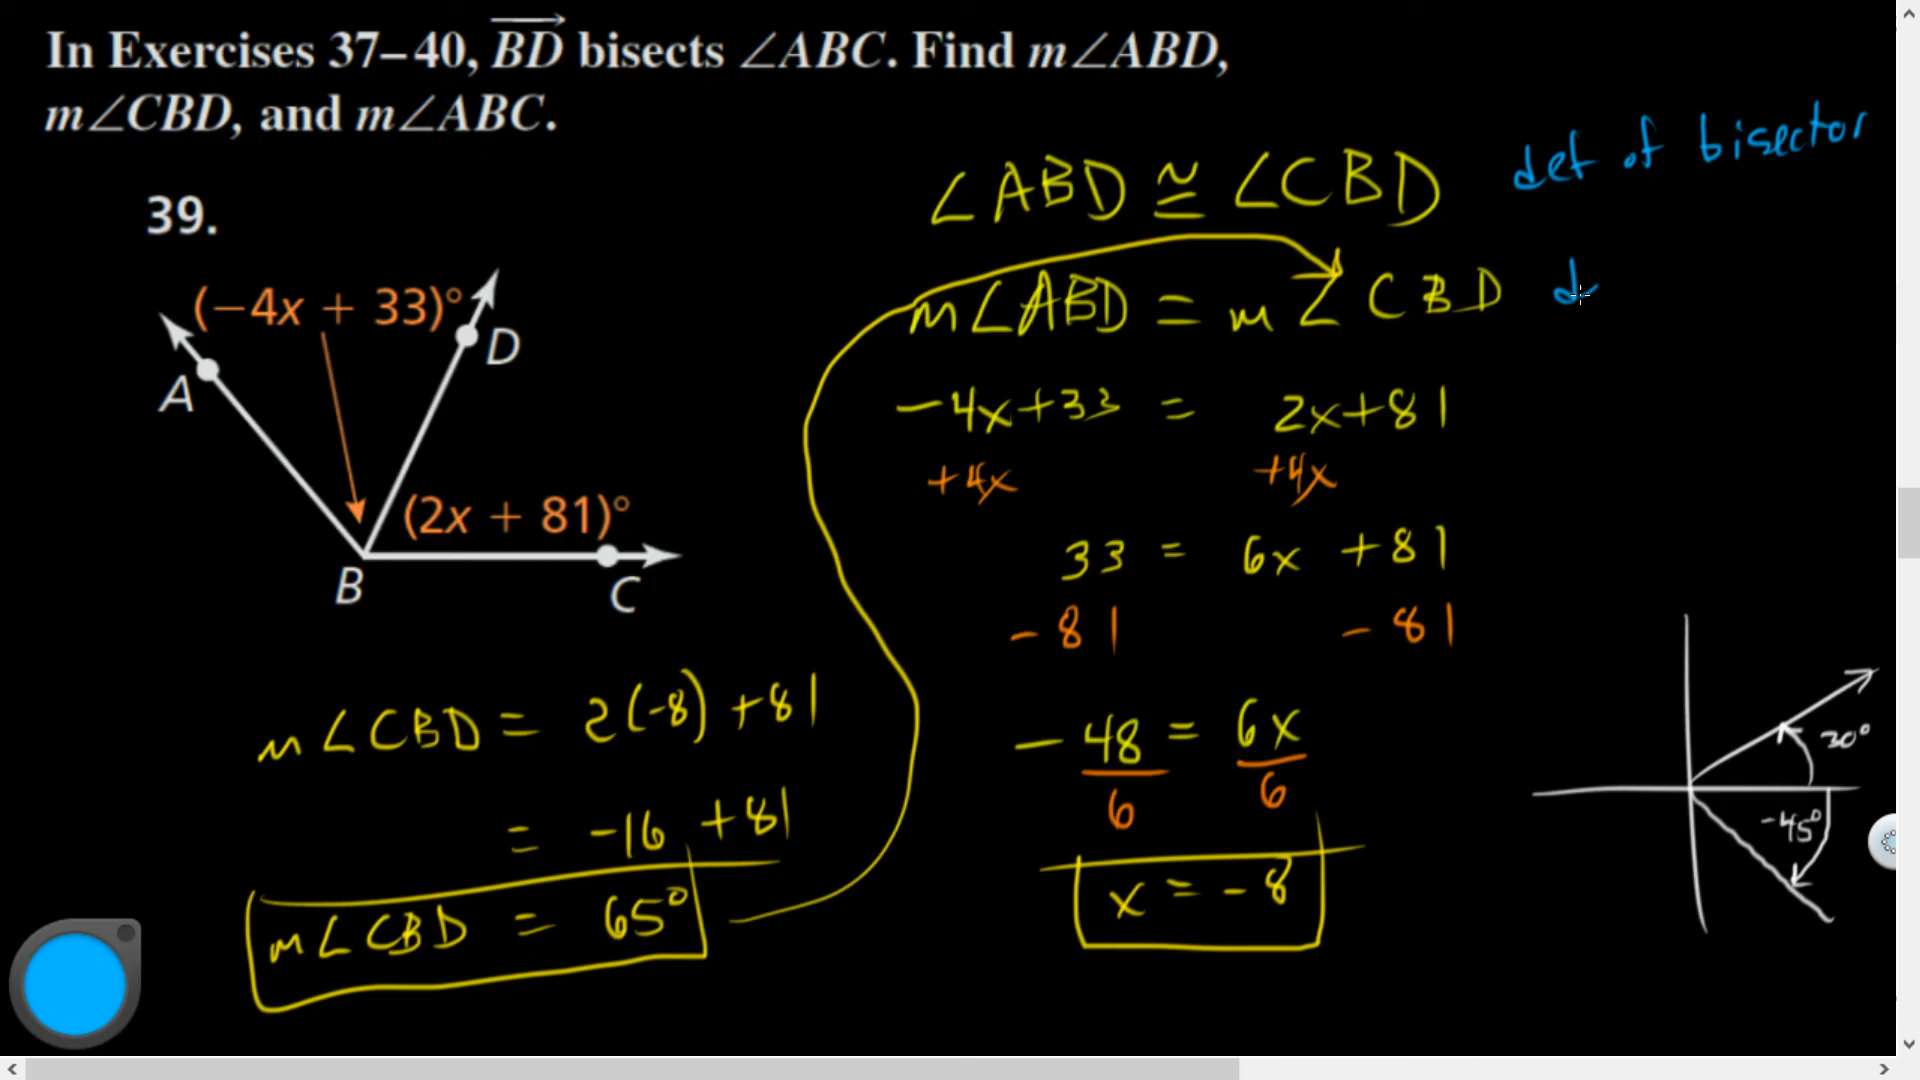 In Exercises 37–40, BD bisects ∠ABC. Find m∠ABD,
m∠CBD, and m∠ABC.
39.
(−4x + 33)°
D
A
(2x + 81)°
B
C
m∠CBD = 2(-8) +81
= -16 +81
m∠CBD = 65°
∠ABD ≅ ∠CBD def of bisector
m∠ABD = m∠CBD d
-4x+33 = 2x+81
+4x +4x
33 = 6x +81
-81 -81
-48 = 6x
6 6
x = -8
30°
-45°